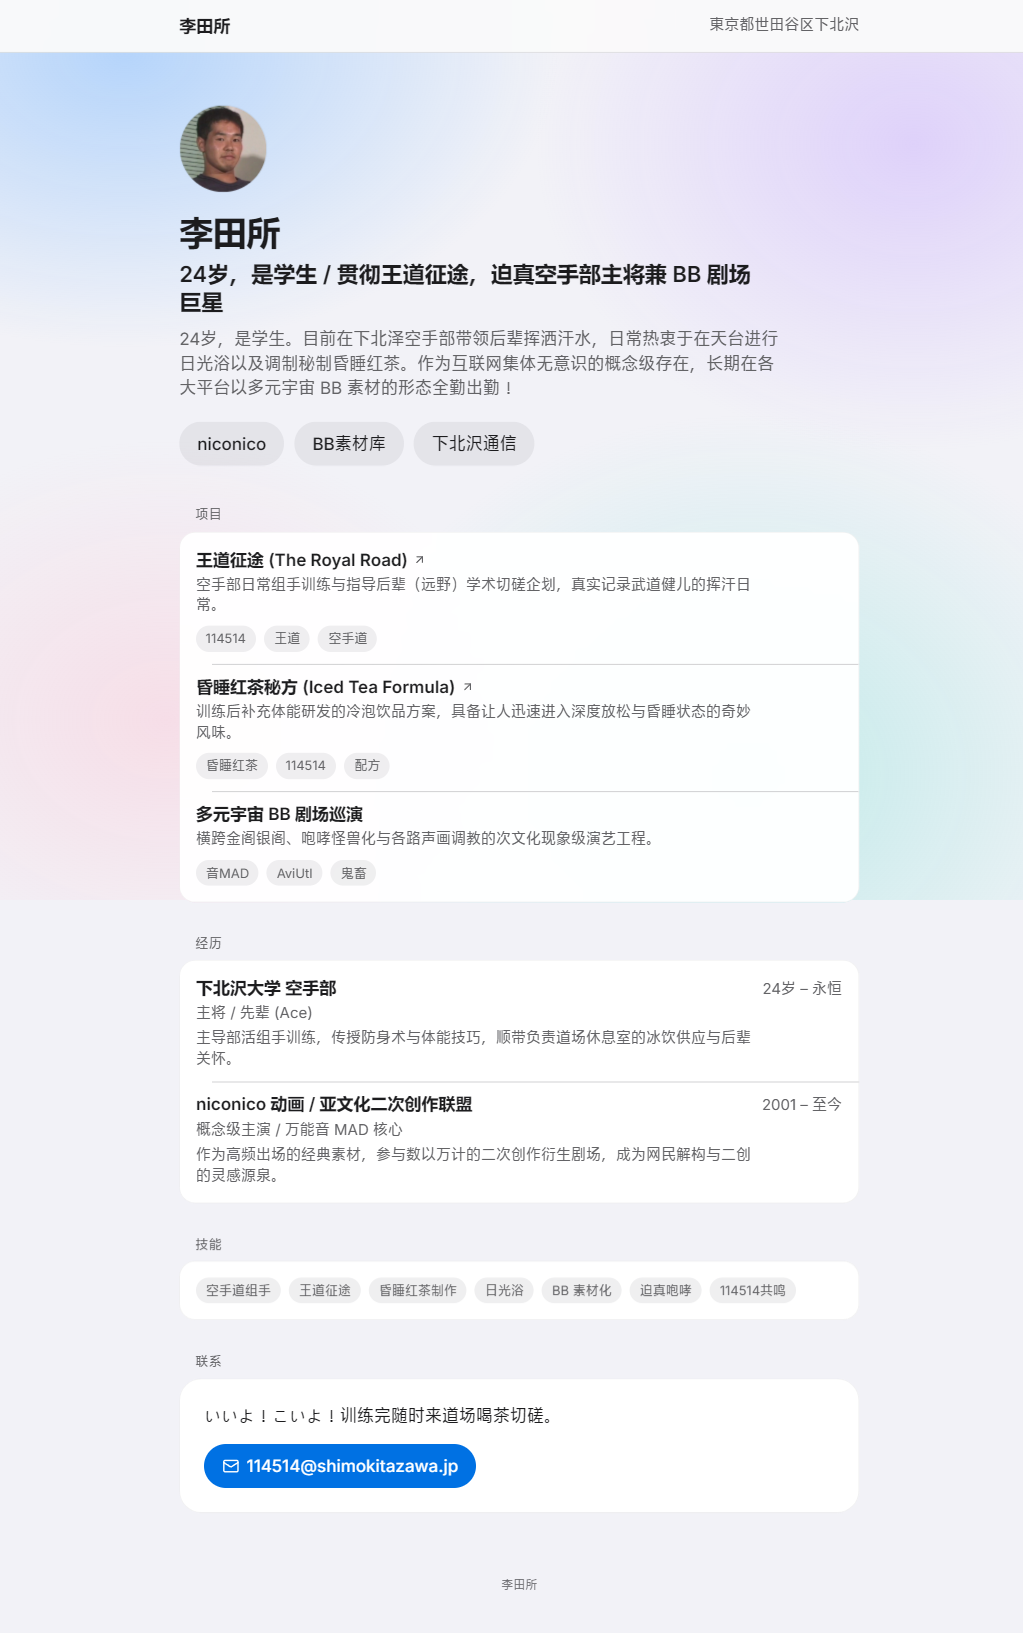 李田所
東京都世田谷区下北沢
李田所
24岁，是学生 / 贯彻王道征途，迫真空手部主将兼 BB 剧场
巨星
24岁，是学生。目前在下北泽空手部带领后辈挥洒汗水，日常热衷于在天台进行
日光浴以及调制秘制昏睡红茶。作为互联网集体无意识的概念级存在，长期在各
大平台以多元宇宙 BB 素材的形态全勤出勤！
niconico
BB素材库
下北沢通信
项目
王道征途 (The Royal Road)
空手部日常组手训练与指导后辈（远野）学术切磋企划，真实记录武道健儿的挥汗日
常。
114514
王道
空手道
昏睡红茶秘方 (Iced Tea Formula)
训练后补充体能研发的冷泡饮品方案，具备让人迅速进入深度放松与昏睡状态的奇妙
风味。
昏睡红茶
114514
配方
多元宇宙 BB 剧场巡演
横跨金阁银阁、咆哮怪兽化与各路声画调教的次文化现象级演艺工程。
音MAD
AviUtl
鬼畜
经历
下北沢大学 空手部
24岁 – 永恒
主将 / 先辈 (Ace)
主导部活组手训练，传授防身术与体能技巧，顺带负责道场休息室的冰饮供应与后辈
关怀。
niconico 动画 / 亚文化二次创作联盟
2001 – 至今
概念级主演 / 万能音 MAD 核心
作为高频出场的经典素材，参与数以万计的二次创作衍生剧场，成为网民解构与二创
的灵感源泉。
技能
空手道组手
王道征途
昏睡红茶制作
日光浴
BB 素材化
迫真咆哮
114514共鸣
联系
いいよ！こいよ！训练完随时来道场喝茶切磋。
114514@shimokitazawa.jp
李田所